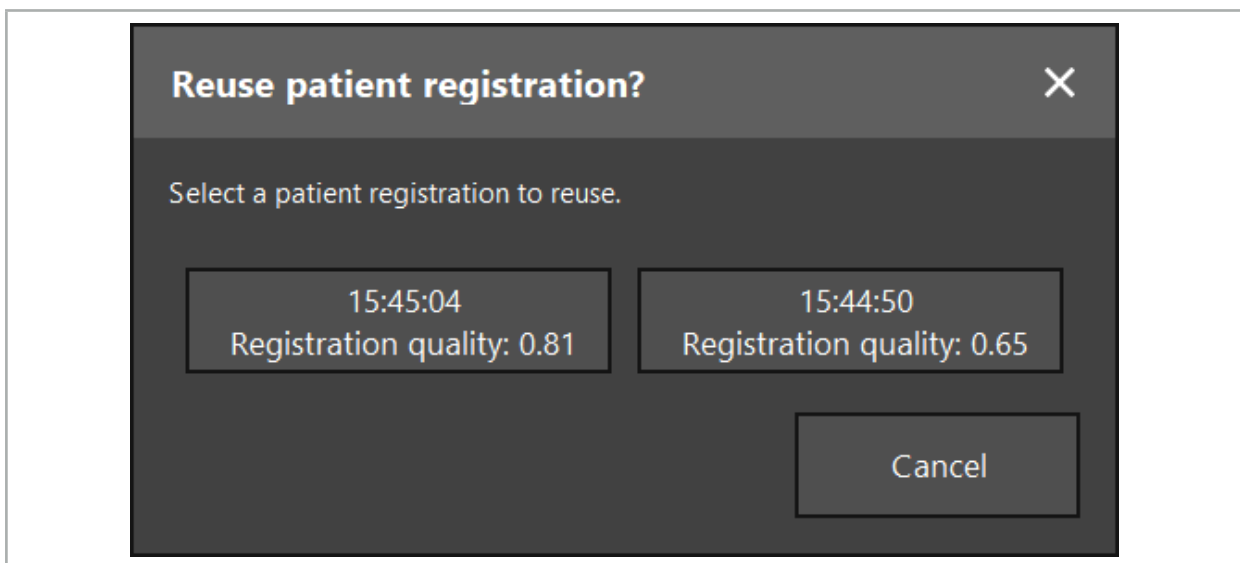 Reuse patient registration?
Select a patient registration to reuse.
15:45:04
Registration quality: 0.81
15:44:50
Registration quality: 0.65
Cancel